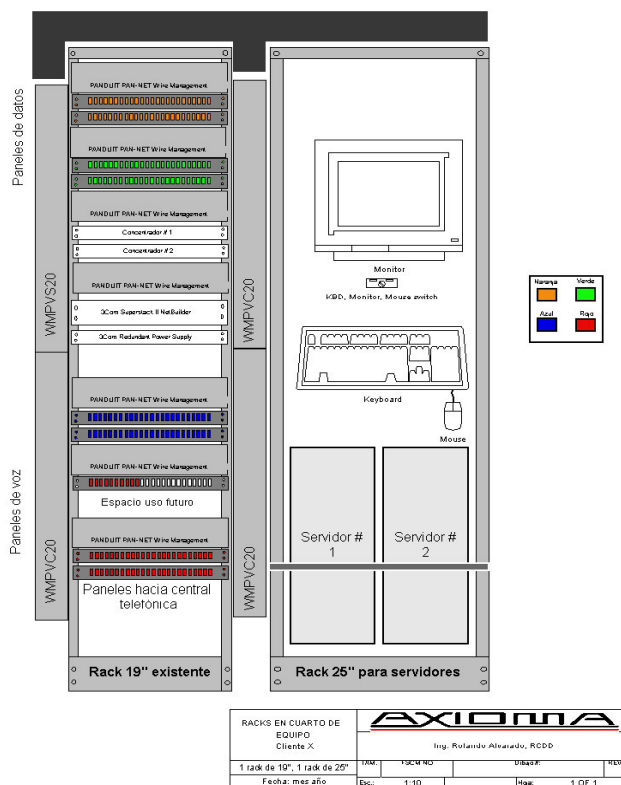 Paneles de datos
WMPVS20
Paneles de voz
WMPVC20
PANDUIT PAN-NET Wire Management
PANDUIT PAN-NET Wire Management
PANDUIT PAN-NET Wire Management
Concentrador # 1
Concentrador # 2
PANDUIT PAN-NET Wire Management
3Com Superstack II NetBuilder
3Com Redundant Power Supply
PANDUIT PAN-NET Wire Management
PANDUIT PAN-NET Wire Management
Espacio uso futuro
PANDUIT PAN-NET Wire Management
Paneles hacia central
telefónica
Rack 19" existente
WMPVC20
WMPVC20
Monitor
KBD, Monitor, Mouse switch
Keyboard
Mouse
Servidor #
1
Servidor #
2
Rack 25" para servidores
Naranja
Verde
Azul
Rojo
RACKS EN CUARTO DE
EQUIPO
Cliente X
1 rack de 19", 1 rack de 25"
Fecha: mes año
AXIOMA
Ing. Rolando Alvarado, RCDD
TAM.
FSCM NO
Dibujo#:
REV
Esc.:
1:10
Hoja:
1 OF 1